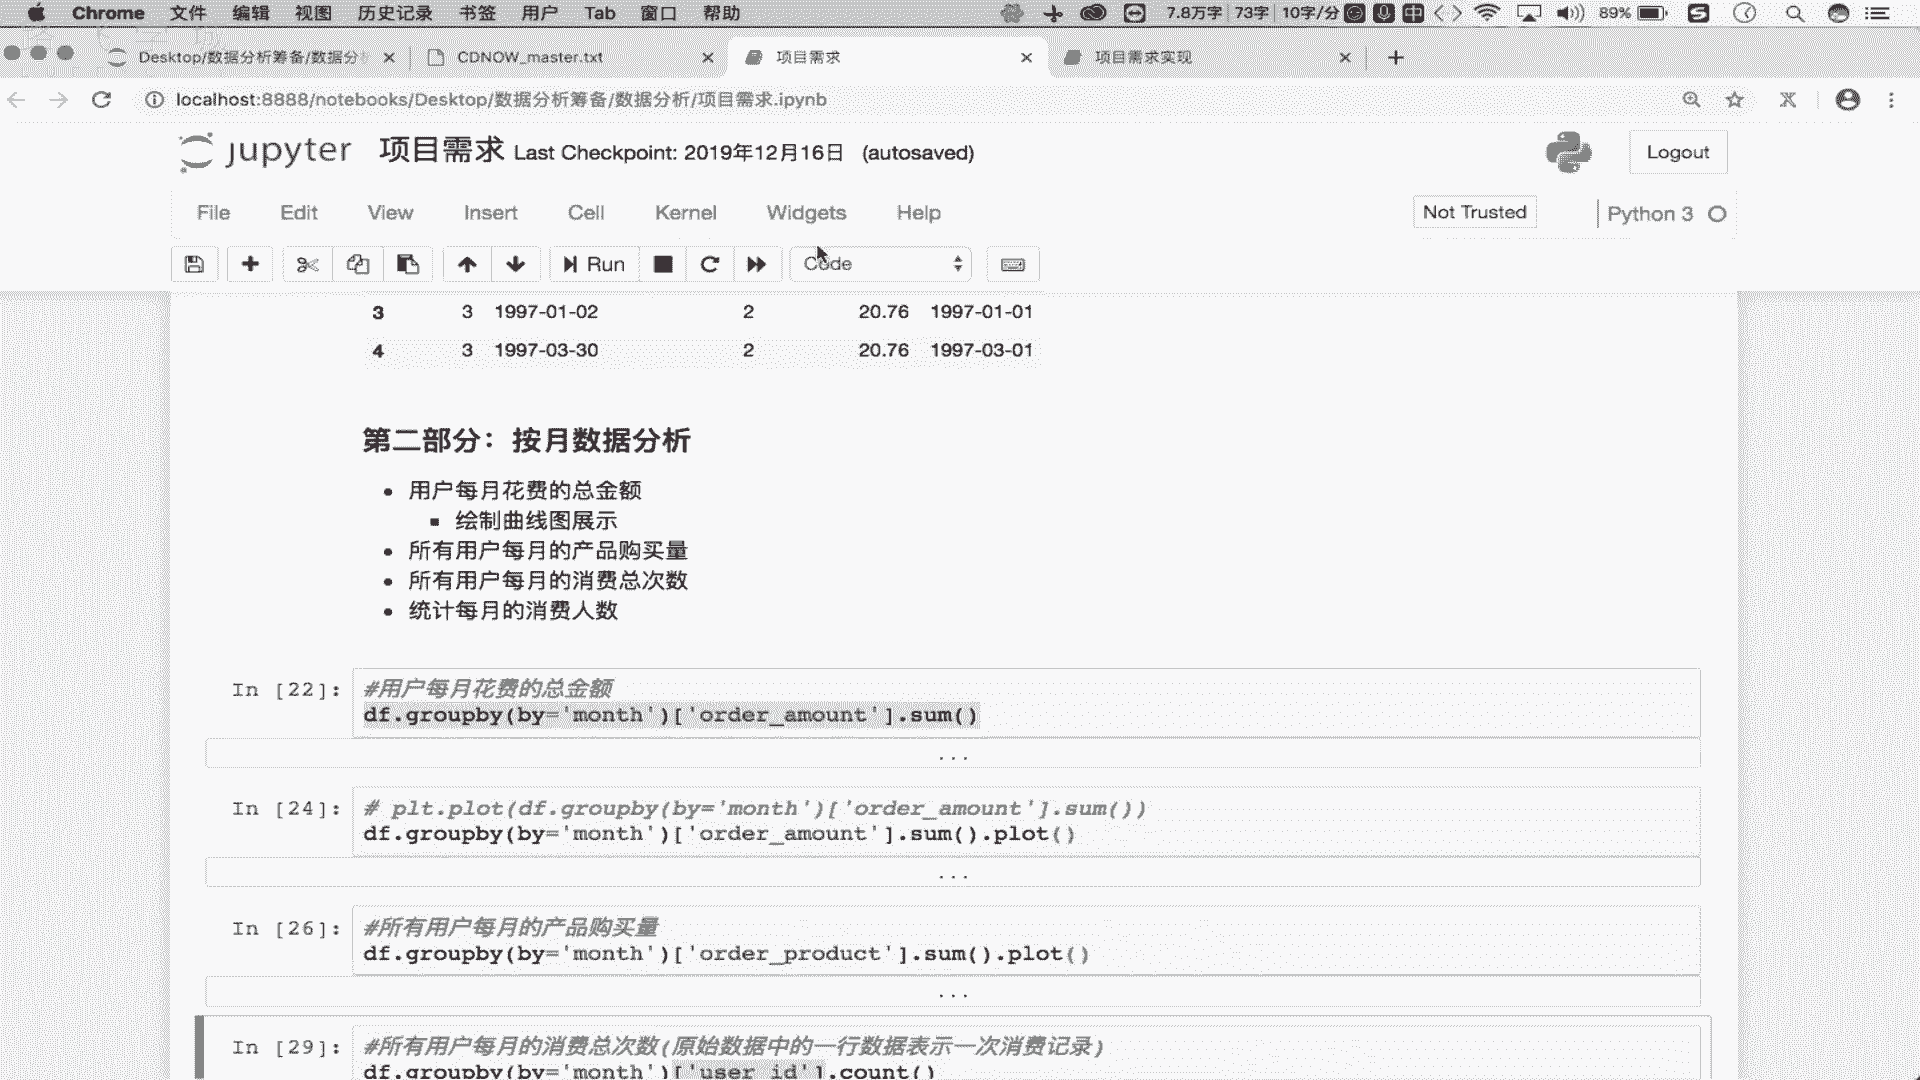 Chrome 文件 编辑 视图 历史记录 书签 用户 Tab 窗口 帮助 7.8万字 73字 10字/分 中 89%
Desktop/数据分析筹备/数据分 CDNOW_master.txt 项目需求 项目需求实现
localhost:8888/notebooks/Desktop/数据分析筹备/数据分析/项目需求.ipynb
jupyter 项目需求 Last Checkpoint: 2019年12月16日 (autosaved) Logout
File Edit View Insert Cell Kernel Widgets Help Not Trusted Python 3
Run Code
3 3 1997-01-02 2 20.76 1997-01-01
4 3 1997-03-30 2 20.76 1997-03-01
第二部分：按月数据分析
用户每月花费的总金额
绘制曲线图展示
所有用户每月的产品购买量
所有用户每月的消费总次数
统计每月的消费人数
In [22]: #用户每月花费的总金额
df.groupby(by='month')['order_amount'].sum()
...
In [24]: # plt.plot(df.groupby(by='month')['order_amount'].sum())
df.groupby(by='month')['order_amount'].sum().plot()
...
In [26]: #所有用户每月的产品购买量
df.groupby(by='month')['order_product'].sum().plot()
...
In [29]: #所有用户每月的消费总次数(原始数据中的一行数据表示一次消费记录)
df.groupby(by='month')['user_id'].count()